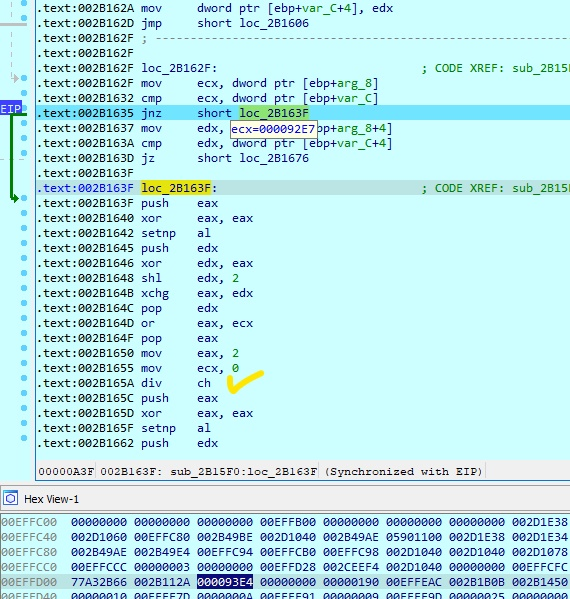 .text:002B162A mov dword ptr [ebp+var_C+4], edx
.text:002B162D jmp short loc_2B1606
.text:002B162F ; ---------------------------------------------------
.text:002B162F
.text:002B162F loc_2B162F: ; CODE XREF: sub_2B15
.text:002B162F mov ecx, dword ptr [ebp+arg_8]
.text:002B1632 cmp ecx, dword ptr [ebp+var_C]
EIP .text:002B1635 jnz short loc_2B163F
.text:002B1637 mov edx, ecx=000092E7 bp+arg_8+4]
.text:002B163A cmp edx, dword ptr [ebp+var_C+4]
.text:002B163D jz short loc_2B1676
.text:002B163F
.text:002B163F loc_2B163F: ; CODE XREF: sub_2B15
.text:002B163F push eax
.text:002B1640 xor eax, eax
.text:002B1642 setnp al
.text:002B1645 push edx
.text:002B1646 xor edx, eax
.text:002B1648 shl edx, 2
.text:002B164B xchg eax, edx
.text:002B164C pop edx
.text:002B164D or eax, ecx
.text:002B164F pop eax
.text:002B1650 mov eax, 2
.text:002B1655 mov ecx, 0
.text:002B165A div ch
.text:002B165C push eax
.text:002B165D xor eax, eax
.text:002B165F setnp al
.text:002B1662 push edx
00000A3F 002B163F: sub_2B15F0:loc_2B163F (Synchronized with EIP)
Hex View-1
00EFFC00 00000000 00000000 00000000 00EFFB00 00000000 00000000 002D1E38
00EFFC40 002D1060 00EFFC80 002B49BE 002D1040 002B49AE 05901100 002D1E38 002D1E34
00EFFC80 002B49AE 002B49E4 00EFFC94 00EFFCB0 00EFFC98 002D1040 002D1040 002D1078
00EFFCC0 00EFFCCC 00000003 00000000 00EFFD28 002CEEF4 002D1040 00000000 00EFFCFC
00EFFD00 77A32B66 002B112A 000093E4 00000000 00000190 00EFFEAC 002B1B0B 002B1450